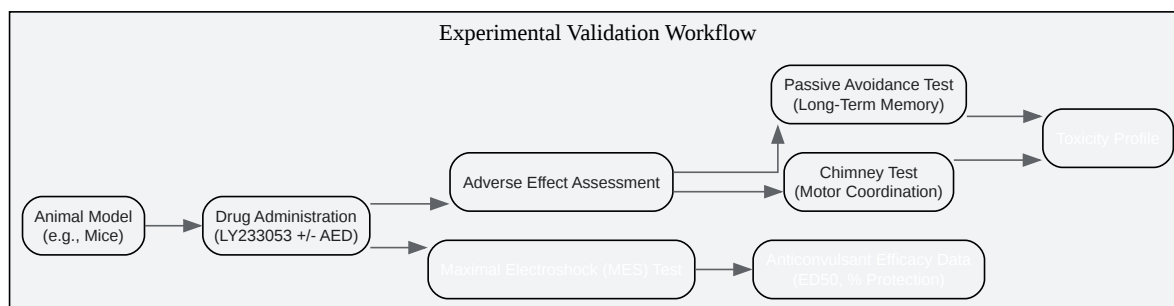 Experimental Validation Workflow
Passive Avoidance Test
(Long-Term Memory)
Toxicity Profile
Adverse Effect Assessment
Chimney Test
(Motor Coordination)
Animal Model
(e.g., Mice)
Drug Administration
(LY233053 +/- AED)
Maximal Electroshock (MES) Test
Anticonvulsant Efficacy Data
(ED50, % Protection)